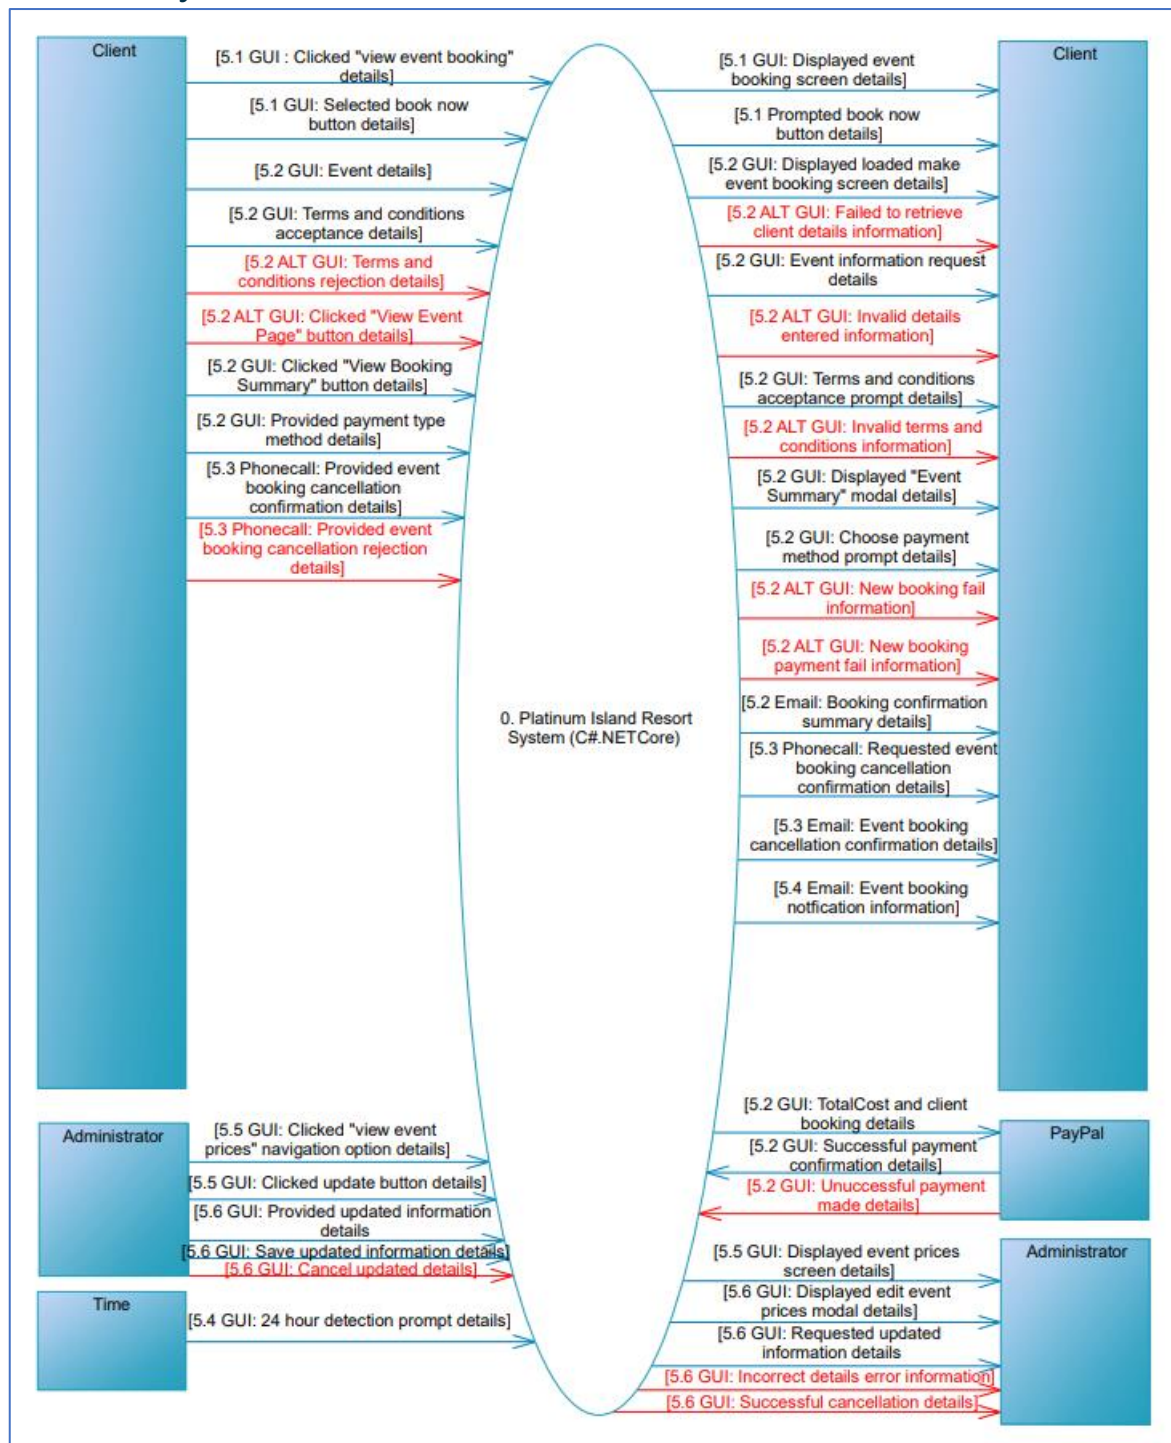 Client
[5.1 GUI : Clicked "view event booking"
details]
[5.1 GUI: Selected book now
button details]
[5.2 GUI: Event details]
[5.2 GUI: Terms and conditions
acceptance details]
[5.2 ALT GUI: Terms and
conditions rejection details]
[5.2 ALT GUI: Clicked "View Event
Page" button details]
[5.2 GUI: Clicked "View Booking
Summary" button details]
[5.2 GUI: Provided payment type
method details]
[5.3 Phonecall: Provided event
booking cancellation
confirmation details]
[5.3 Phonecall: Provided event
booking cancellation rejection
details]
0. Platinum Island Resort
System (C#.NETCore)
Client
[5.1 GUI: Displayed event
booking screen details]
[5.1 Prompted book now
button details]
[5.2 GUI: Displayed loaded make
event booking screen details]
[5.2 ALT GUI: Failed to retrieve
client details information]
[5.2 GUI: Event information request
details
[5.2 ALT GUI: Invalid details
entered information]
[5.2 GUI: Terms and conditions
acceptance prompt details]
[5.2 ALT GUI: Invalid terms and
conditions information]
[5.2 GUI: Displayed "Event
Summary" modal details]
[5.2 GUI: Choose payment
method prompt details]
[5.2 ALT GUI: New booking fail
information]
[5.2 ALT GUI: New booking
payment fail information]
[5.2 Email: Booking confirmation
summary details]
[5.3 Phonecall: Requested event
booking cancellation
confirmation details]
[5.3 Email: Event booking
cancellation confirmation details]
[5.4 Email: Event booking
notfication information]
Administrator
[5.5 GUI: Clicked "view event
prices" navigation option details]
[5.5 GUI: Clicked update button details]
[5.6 GUI: Provided updated information
details
[5.6 GUI: Save updated information details]
[5.6 GUI: Cancel updated details]
Time
[5.4 GUI: 24 hour detection prompt details]
PayPal
[5.2 GUI: TotalCost and client
booking details
[5.2 GUI: Successful payment
confirmation details]
[5.2 GUI: Unuccessful payment
made details]
Administrator
[5.5 GUI: Displayed event prices
screen details]
[5.6 GUI: Displayed edit event
prices modal details]
[5.6 GUI: Requested updated
information details
[5.6 GUI: Incorrect details error information]
[5.6 GUI: Successful cancellation details]